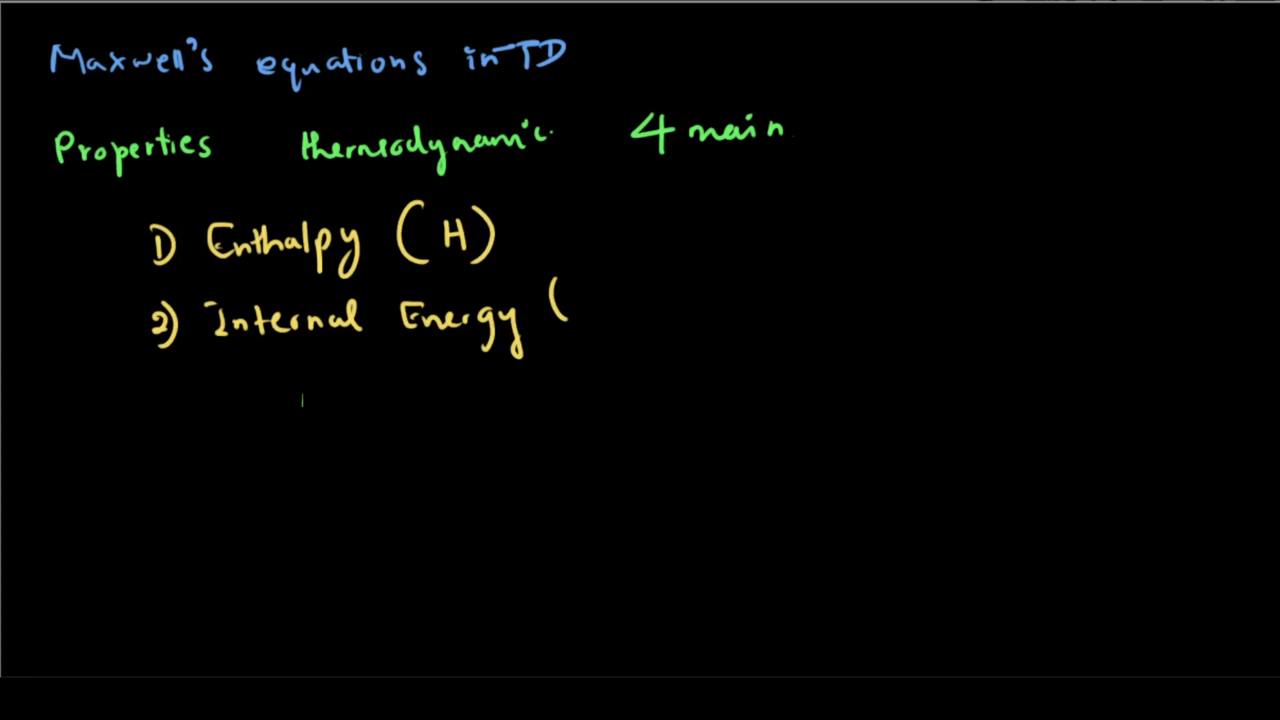 Maxwell's equations in TD
Properties thermodynamic. 4 main
1) Enthalpy (H)
2) Internal Energy (